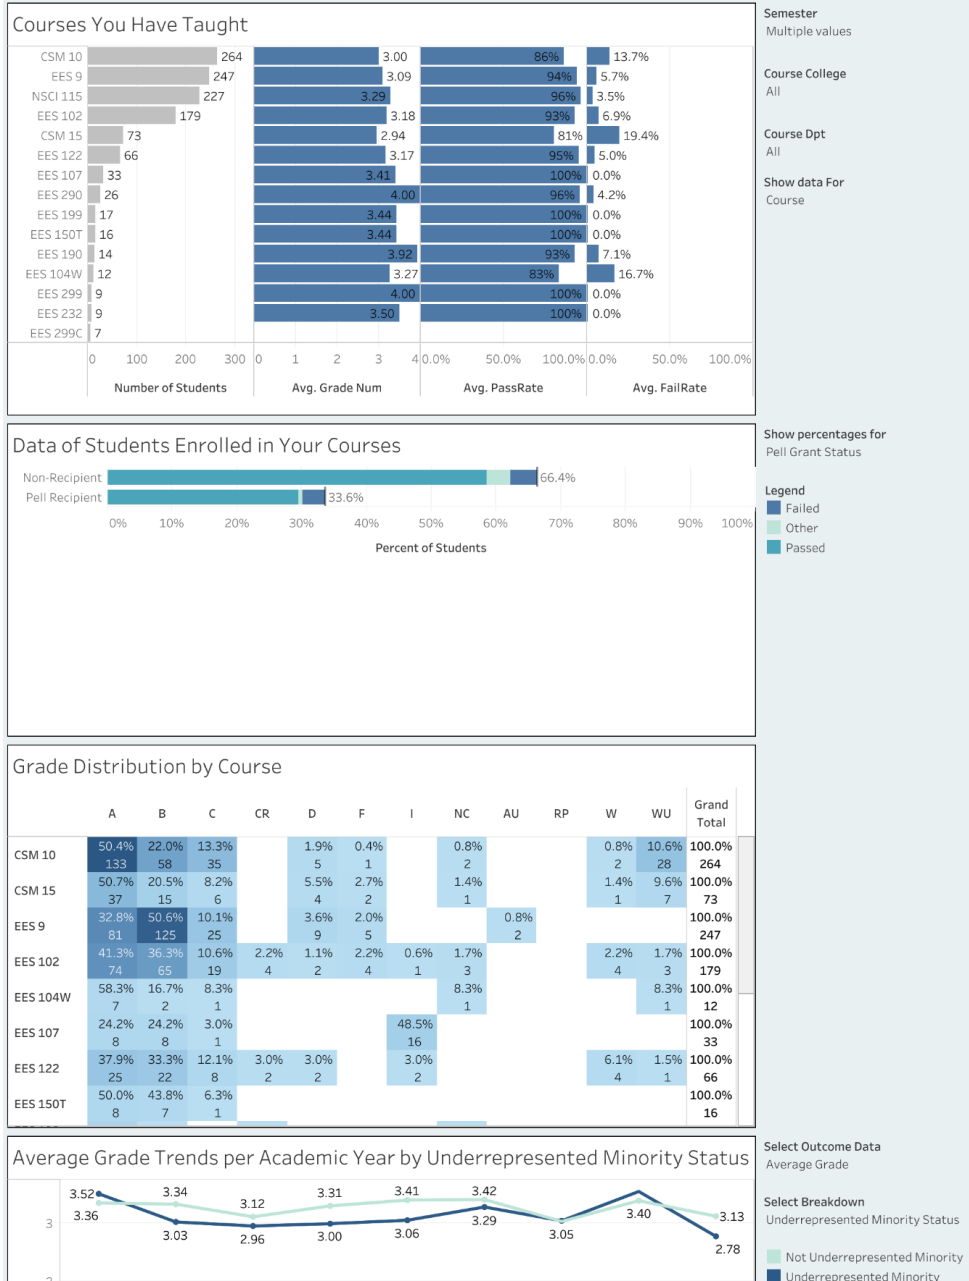 Courses You Have Taught
CSM 10 264 3.00 86% 13.7%
EES 9 247 3.09 94% 5.7%
NSCI 115 227 3.29 96% 3.5%
EES 102 179 3.18 93% 6.9%
CSM 15 73 2.94 81% 19.4%
EES 122 66 3.17 95% 5.0%
EES 107 33 3.41 100% 0.0%
EES 290 26 4.00 96% 4.2%
EES 199 17 3.44 100% 0.0%
EES 150T 16 3.44 100% 0.0%
EES 190 14 3.92 93% 7.1%
EES 104W 12 3.27 83% 16.7%
EES 299 9 4.00 100% 0.0%
EES 232 9 3.50 100% 0.0%
EES 299C 7
0 100 200 300 0 1 2 3 4 0.0% 50.0% 100.0% 0.0% 50.0% 100.0%
Number of Students Avg. Grade Num Avg. PassRate Avg. FailRate
Semester
Multiple values
Course College
All
Course Dpt
All
Show data For
Course
Data of Students Enrolled in Your Courses
Non-Recipient 66.4%
Pell Recipient 33.6%
0% 10% 20% 30% 40% 50% 60% 70% 80% 90% 100%
Percent of Students
Show percentages for
Pell Grant Status
Legend
Failed
Other
Passed
Grade Distribution by Course
A B C CR D F I NC AU RP W WU Grand
Total
50.4% 22.0% 13.3% 1.9% 0.4% 0.8% 0.8% 10.6% 100.0%
CSM 10
133 58 35 5 1 2 2 28 264
50.7% 20.5% 8.2% 5.5% 2.7% 1.4% 1.4% 9.6% 100.0%
CSM 15
37 15 6 4 2 1 1 7 73
32.8% 50.6% 10.1% 3.6% 2.0% 0.8% 100.0%
EES 9
81 125 25 9 5 2 247
41.3% 36.3% 10.6% 2.2% 1.1% 2.2% 0.6% 1.7% 2.2% 1.7% 100.0%
EES 102
74 65 19 4 2 4 1 3 4 3 179
58.3% 16.7% 8.3% 8.3% 8.3% 100.0%
EES 104W
7 2 1 1 1 12
24.2% 24.2% 3.0% 48.5% 100.0%
EES 107
8 8 1 16 33
37.9% 33.3% 12.1% 3.0% 3.0% 3.0% 6.1% 1.5% 100.0%
EES 122
25 22 8 2 2 2 4 1 66
50.0% 43.8% 6.3% 100.0%
EES 150T
8 7 1 16
Average Grade Trends per Academic Year by Underrepresented Minority Status
3.52 3.34 3.12 3.31 3.41 3.42 3.13
3.36 3.03 2.96 3.00 3.06 3.29 3.05 3.40 2.78
3
Select Outcome Data
Average Grade
Select Breakdown
Underrepresented Minority Status
Not Underrepresented Minority
Underrepresented Minority